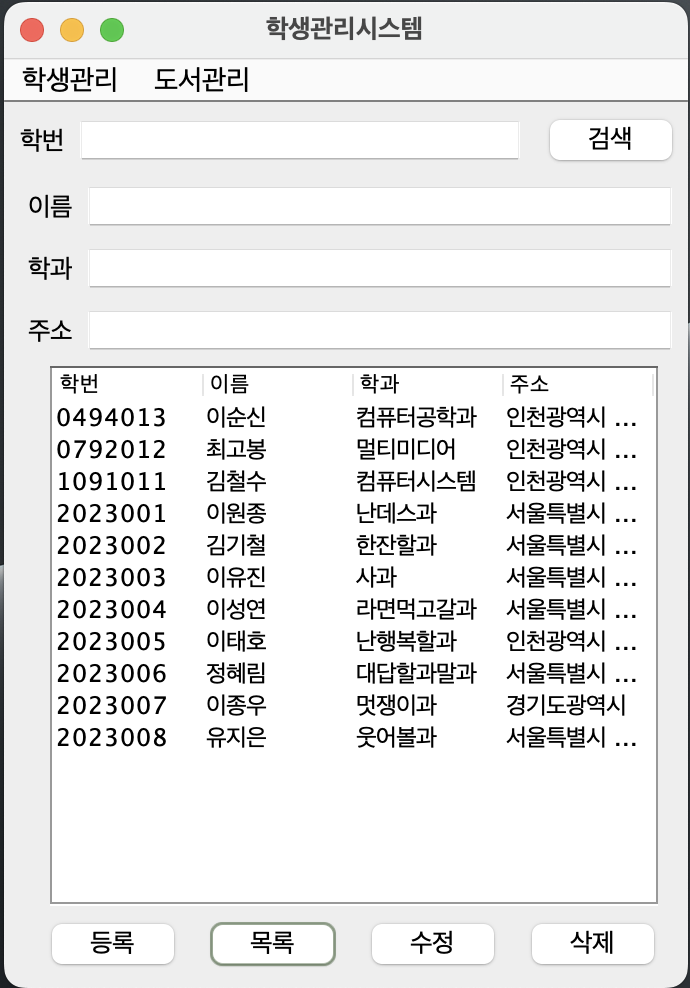 학생관리시스템
학생관리 도서관리
학번 검색
이름
학과
주소
학번 이름 학과 주소
0494013 이순신 컴퓨터공학과 인천광역시 ...
0792012 최고봉 멀티미디어 인천광역시 ...
1091011 김철수 컴퓨터시스템 인천광역시 ...
2023001 이원종 난데스과 서울특별시 ...
2023002 김기철 한잔할과 서울특별시 ...
2023003 이유진 사과 서울특별시 ...
2023004 이성연 라면먹고갈과 서울특별시 ...
2023005 이태호 난행복할과 인천광역시 ...
2023006 정혜림 대답할과말과 서울특별시 ...
2023007 이종우 멋쟁이과 경기도광역시
2023008 유지은 웃어볼과 서울특별시 ...
등록 목록 수정 삭제